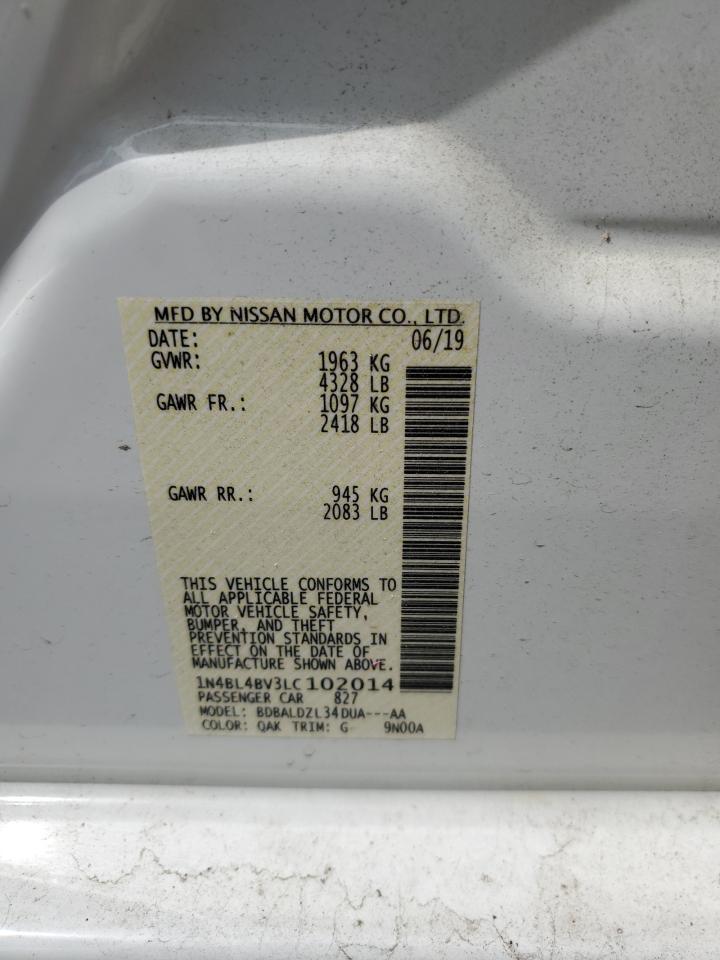 MFD BY NISSAN MOTOR CO., LTD.
DATE: 06/19
GVWR: 1963 KG
4328 LB
GAWR FR.: 1097 KG
2418 LB
GAWR RR.: 945 KG
2083 LB
THIS VEHICLE CONFORMS TO
ALL APPLICABLE FEDERAL
MOTOR VEHICLE SAFETY,
BUMPER, AND THEFT
PREVENTION STANDARDS IN
EFFECT ON THE DATE OF
MANUFACTURE SHOWN ABOVE.
1N4BL4BV3LC102014
PASSENGER CAR 827
MODEL: BDBALDZL34DUA---AA
COLOR: QAK TRIM: G 9N00A